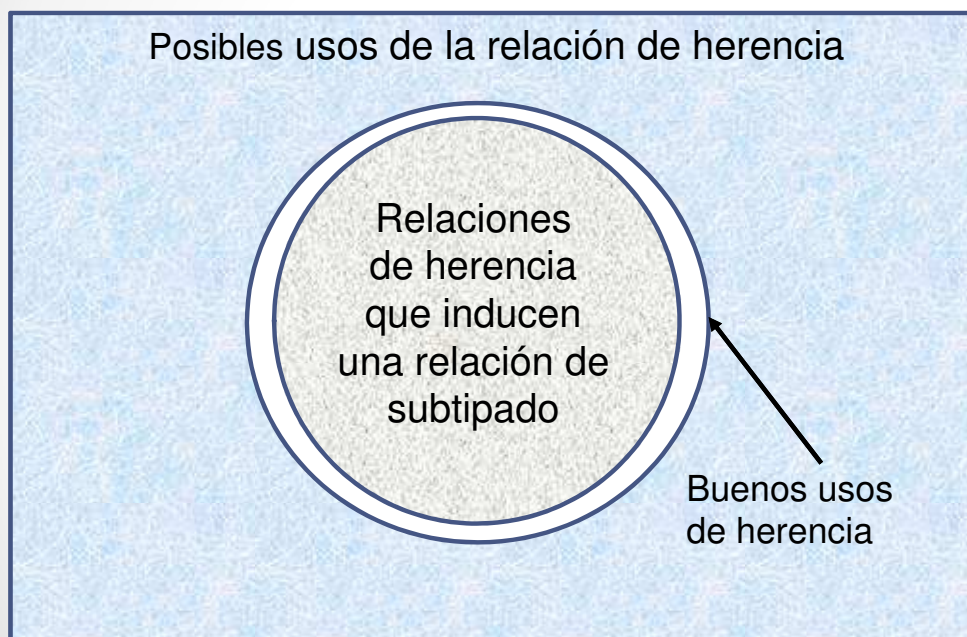 Posibles usos de la relación de herencia
Relaciones
de herencia
que inducen
una relación de
subtipado
Buenos usos
de herencia